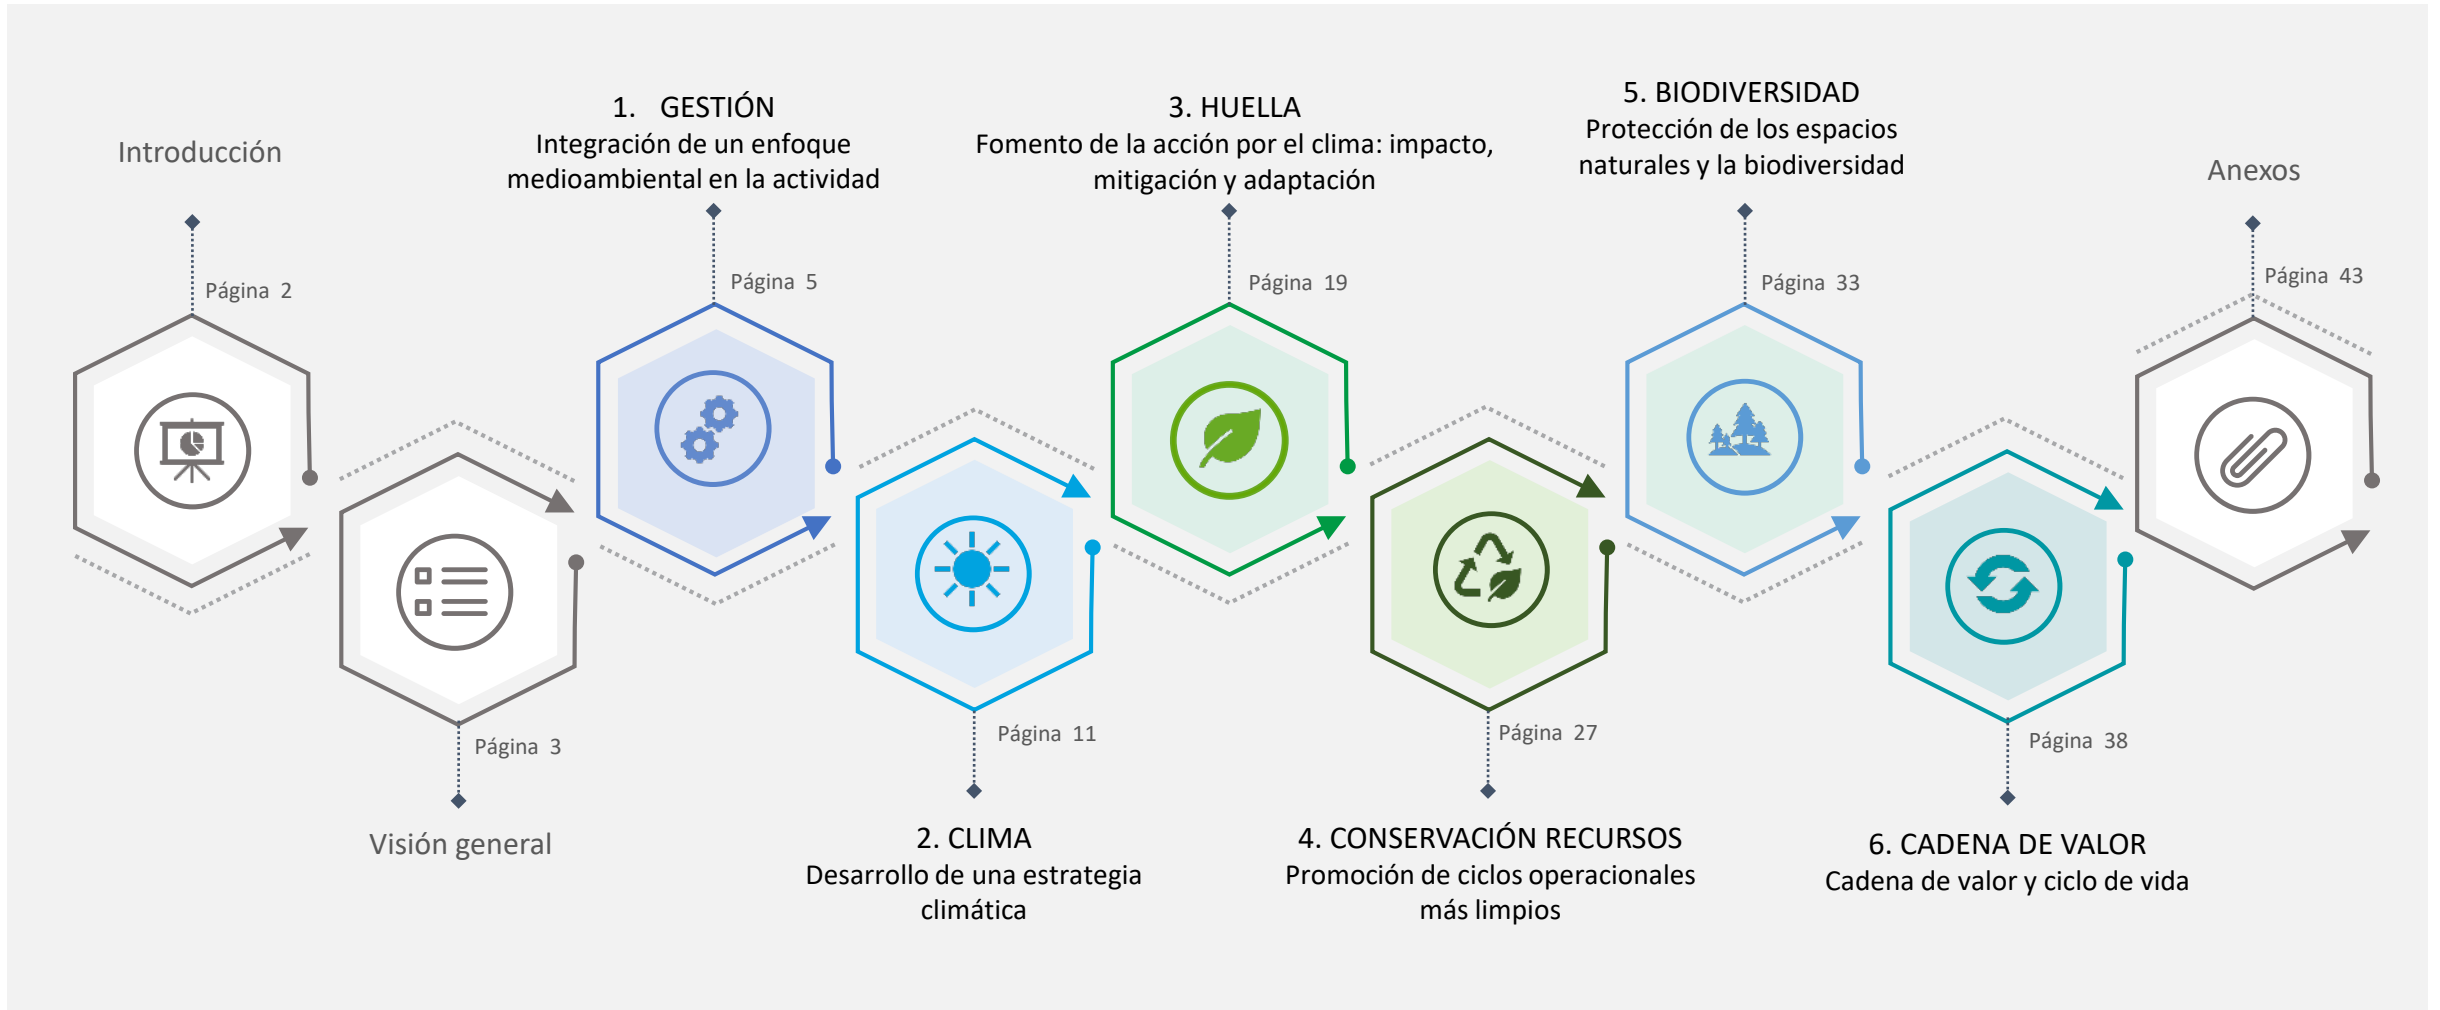 Introducción
Página 2
Visión general
Página 3
1. GESTIÓN
Integración de un enfoque
medioambiental en la actividad
Página 5
2. CLIMA
Desarrollo de una estrategia
climática
Página 11
3. HUELLA
Fomento de la acción por el clima: impacto,
mitigación y adaptación
Página 19
4. CONSERVACIÓN RECURSOS
Promoción de ciclos operacionales
más limpios
Página 27
5. BIODIVERSIDAD
Protección de los espacios
naturales y la biodiversidad
Página 33
6. CADENA DE VALOR
Cadena de valor y ciclo de vida
Página 38
Anexos
Página 43